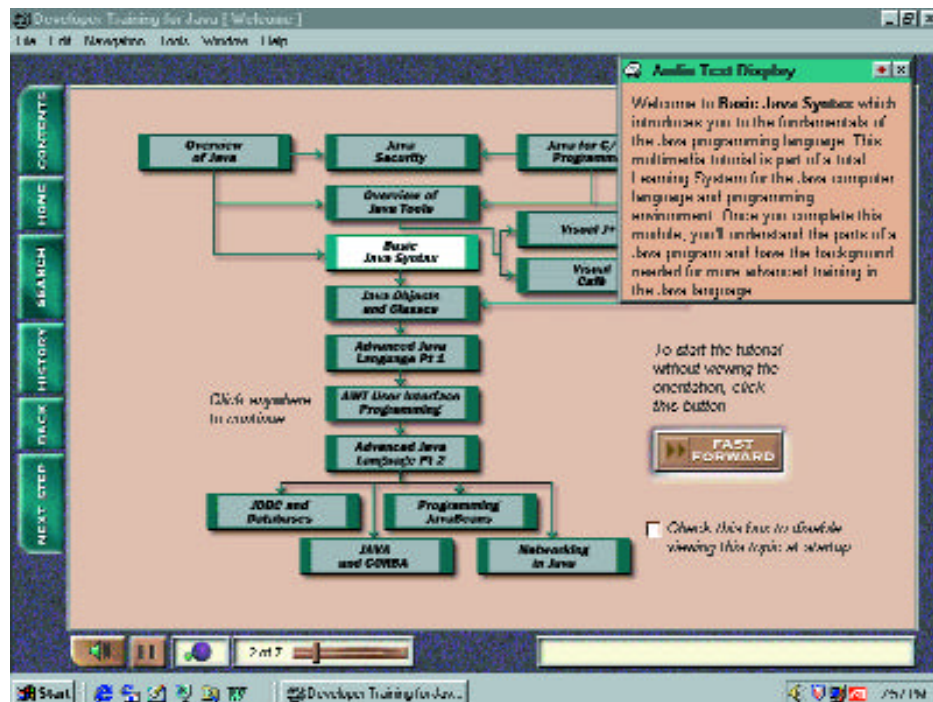 Developer Training for Java [ Welcome ]
File Edit Navigation Tools Window Help
CONTENTS
HOME
SEARCH
HISTORY
BACK
NEXT STEP
Overview
of Java
Java
Security
Java for C/
Programm
Overview of
Java Tools
Visual J+
Basic
Java Syntax
Visual
Café
Java Objects
and Classes
Advanced Java
Language Pt 1
AWT User Interface
Programming
Advanced Java
Language Pt 2
JDBC and
Databases
Programming
JavaBeans
JAVA
and CORBA
Networking
in Java
Click anywhere
to continue
Audio Text Display
Welcome to Basic Java Syntax which
introduces you to the fundamentals of
the Java programming language. This
multimedia tutorial is part of a total
Learning System for the Java computer
language and programming
environment. Once you complete this
module, you'll understand the parts of a
Java program and have the background
needed for more advanced training in
the Java language.
To start the tutorial
without viewing the
orientation, click
this button
FAST
FORWARD
Check this box to disable
viewing this topic at startup
2 of 7
Start
Developer Training for Jav...
7:57 PM